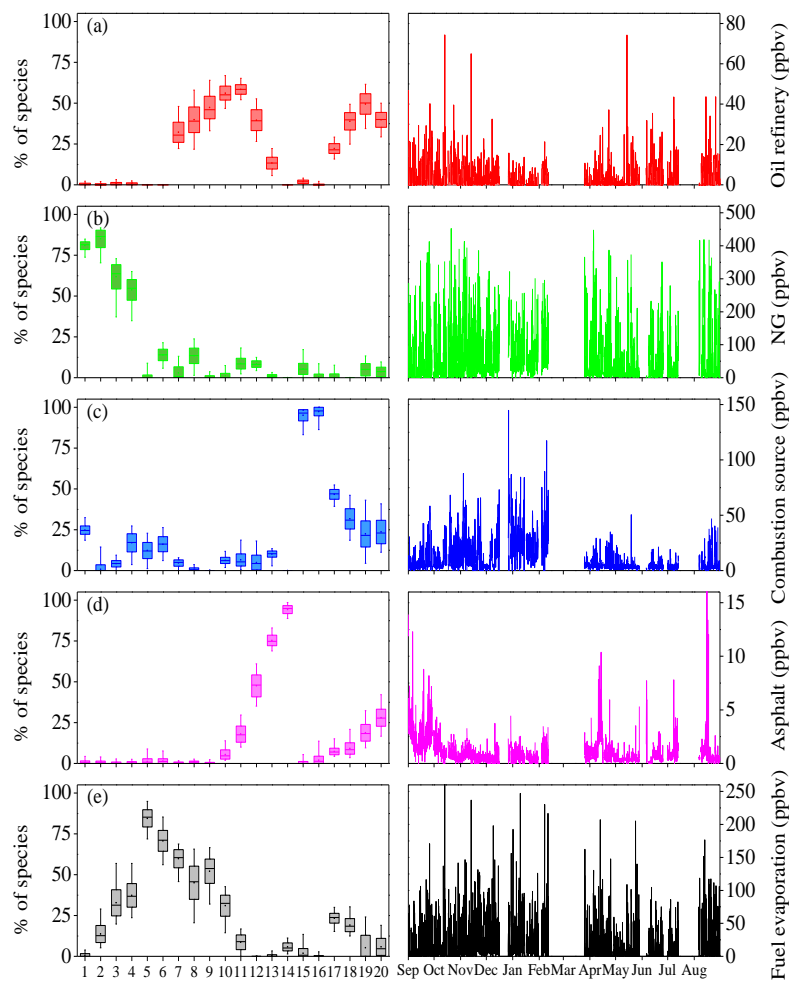 (a)
100
75
50
25
0
% of species
80
60
40
20
0
Oil refinery (ppbv)
(b)
100
75
50
25
0
% of species
500
400
300
200
100
0
NG (ppbv)
(c)
100
75
50
25
0
% of species
150
100
50
0
Combustion source (ppbv)
(d)
100
75
50
25
0
% of species
15
10
5
0
Asphalt (ppbv)
(e)
100
75
50
25
0
% of species
250
200
150
100
50
0
Fuel evaporation (ppbv)
1 2 3 4 5 6 7 8 9 10 11 12 13 14 15 16 17 18 19 20
Sep Oct Nov Dec Jan Feb Mar Apr May Jun Jul Aug